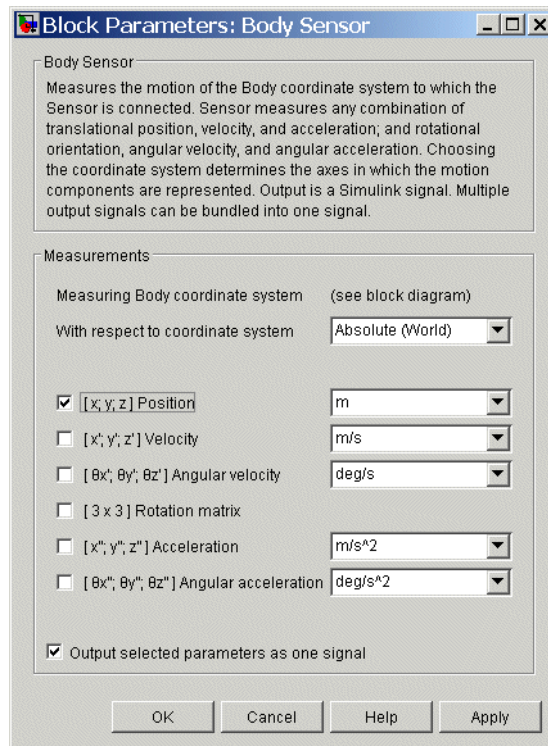 Block Parameters: Body Sensor
Body Sensor
Measures the motion of the Body coordinate system to which the
Sensor is connected. Sensor measures any combination of
translational position, velocity, and acceleration; and rotational
orientation, angular velocity, and angular acceleration. Choosing
the coordinate system determines the axes in which the motion
components are represented. Output is a Simulink signal. Multiple
output signals can be bundled into one signal.
Measurements
Measuring Body coordinate system (see block diagram)
With respect to coordinate system Absolute (World)
[ x; y; z ] Position m
[ x'; y'; z' ] Velocity m/s
[ θx'; θy'; θz' ] Angular velocity deg/s
[ 3 x 3 ] Rotation matrix
[ x"; y"; z" ] Acceleration m/s^2
[ θx"; θy"; θz" ] Angular acceleration deg/s^2
Output selected parameters as one signal
OK Cancel Help Apply